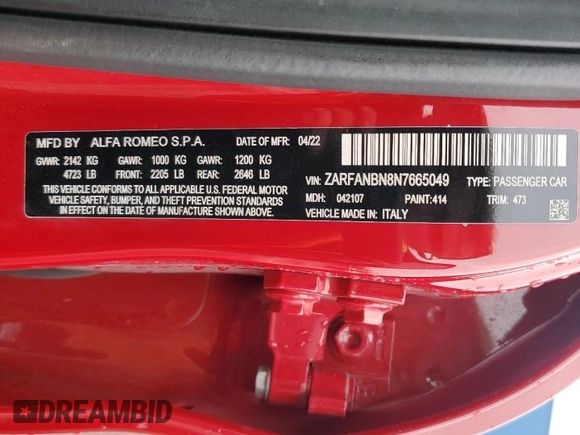 MFD BY ALFA ROMEO S.P.A. DATE OF MFR 04/22
GVWR: 2142 KG GAWR: 1000 KG GAWR: 1200 KG
4723 LB FRONT: 2205 LB REAR: 2646 LB
THIS VEHICLE CONFORMS TO ALL APPLICABLE U.S.A. FEDERAL MOTOR
VEHICLE SAFETY, BUMPER, AND THEFT PREVENTION STANDARDS
IN EFFECT ON THE DATE OF MANUFACTURE SHOWN ABOVE.
VIN: ZARFANBN8N7665049 TYPE: PASSENGER CAR
MDH: 042107 PAINT:414 TRIM: 473
VEHICLE MADE IN: ITALY
DREAMBID